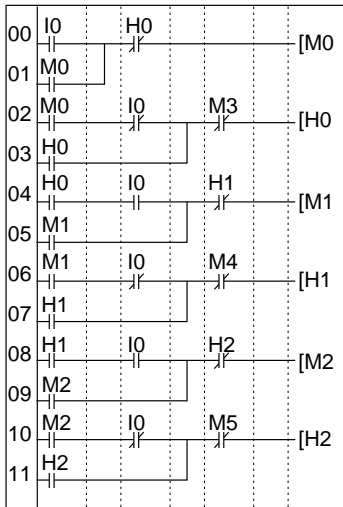 I0 H0
00 [M0
01 M0
M0 I0 M3
02 [H0
03 H0
H0 I0 H1
04 [M1
05 M1
M1 I0 M4
06 [H1
07 H1
H1 I0 H2
08 [M2
09 M2
M2 I0 M5
10 [H2
11 H2